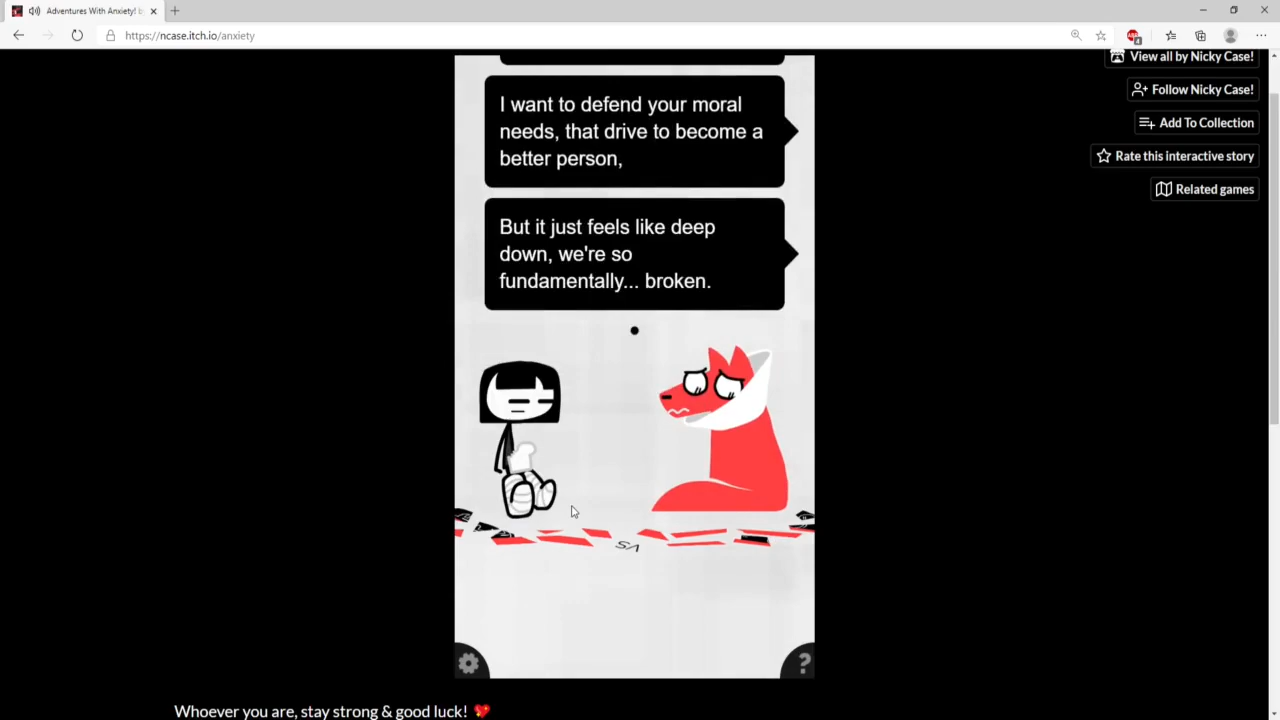 Adventures With Anxiety! by
https://ncase.itch.io/anxiety
View all by Nicky Case!
Follow Nicky Case!
Add To Collection
Rate this interactive story
Related games
I want to defend your moral
needs, that drive to become a
better person,
But it just feels like deep
down, we're so
fundamentally... broken.
VS
?
Whoever you are, stay strong & good luck! 💖